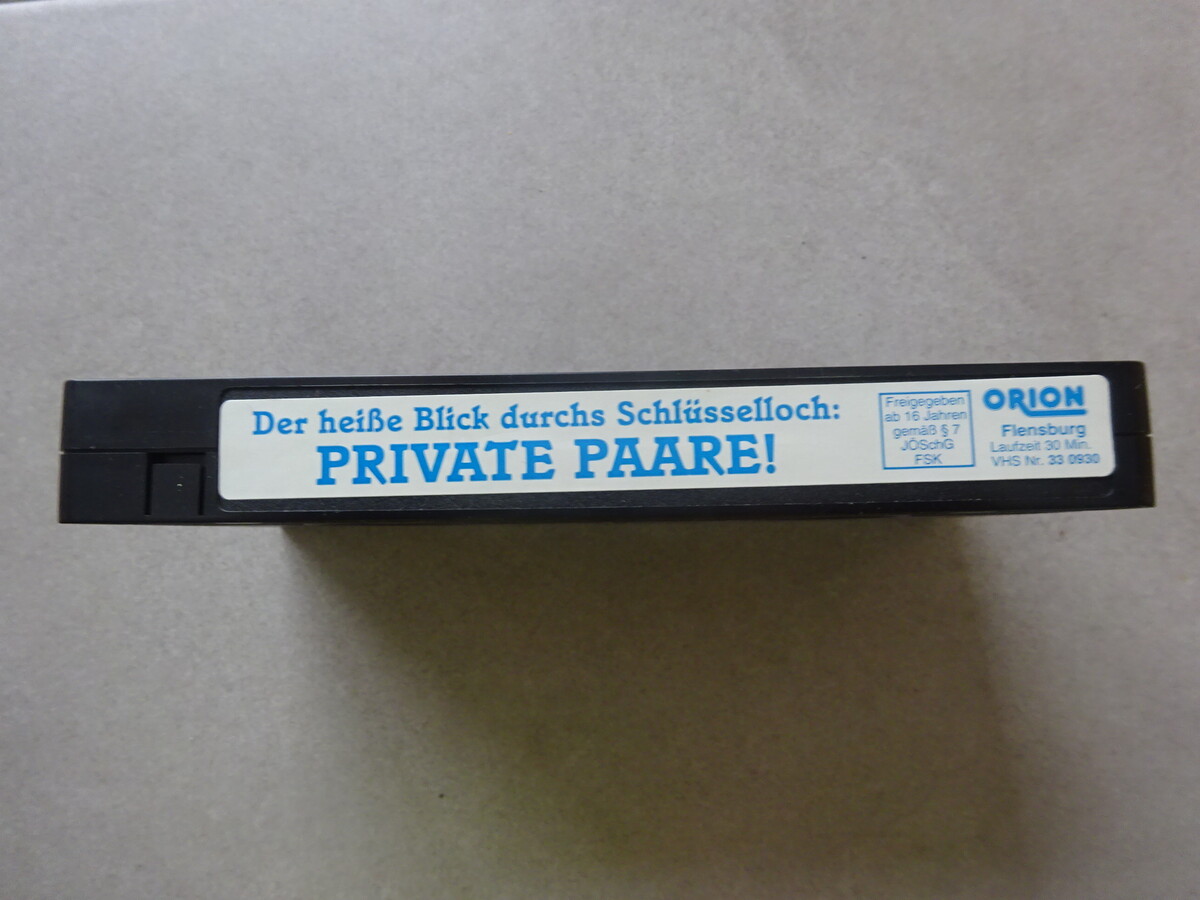 Der heiße Blick durchs Schlüsselloch:
PRIVATE PAARE!
Freigegeben
ab 16 Jahren
gemäß § 7
JÖSchG
FSK
ORION
Flensburg
Laufzeit 30 Min.
VHS Nr. 33 0930